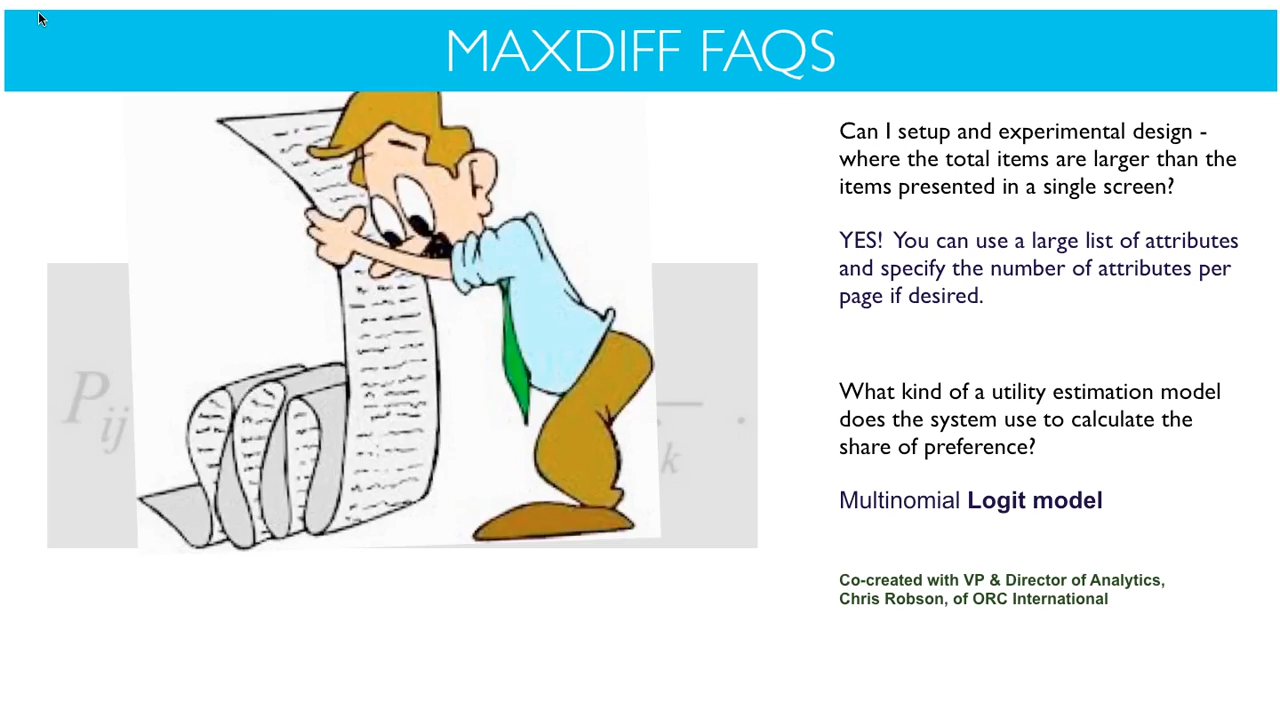 MAXDIFF FAQS
Can I setup and experimental design -
where the total items are larger than the
items presented in a single screen?
YES! You can use a large list of attributes
and specify the number of attributes per
page if desired.
What kind of a utility estimation model
does the system use to calculate the
share of preference?
Multinomial Logit model
Co-created with VP & Director of Analytics,
Chris Robson, of ORC International
P ij
k .